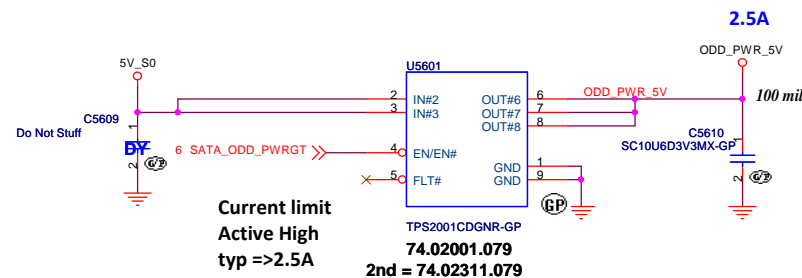 2.5A
5V_S0
ODD_PWR_5V
U5601
C5609
1
2
Do Not Stuff
DY
G/P
2 IN#2
3 IN#3
OUT#6 6
OUT#7 7
OUT#8 8
ODD_PWR_5V
100 mil
C5610
SC10U6D3V3MX-GP
1
2
G/P
6 SATA_ODD_PWRGT
4 EN/EN#
5 FLT#
GND 1
GND 9
GP
TPS2001CDGNR-GP
74.02001.079
2nd = 74.02311.079
Current limit
Active High
typ =>2.5A